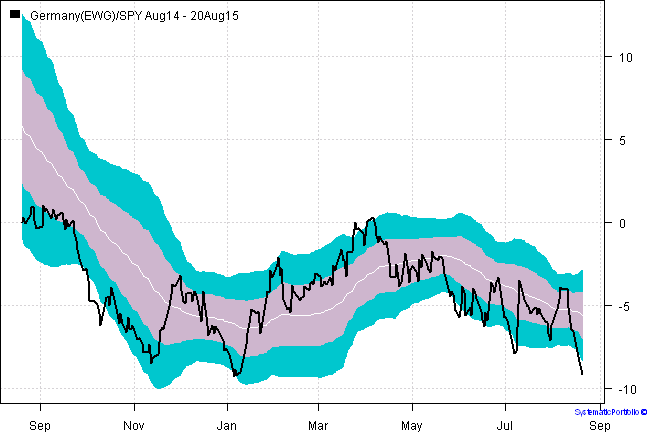 Germany(EWG)/SPY Aug14 - 20Aug15
10
5
0
-5
-10
SystematicPortfolio ©
Sep Nov Jan Mar May Jul Sep